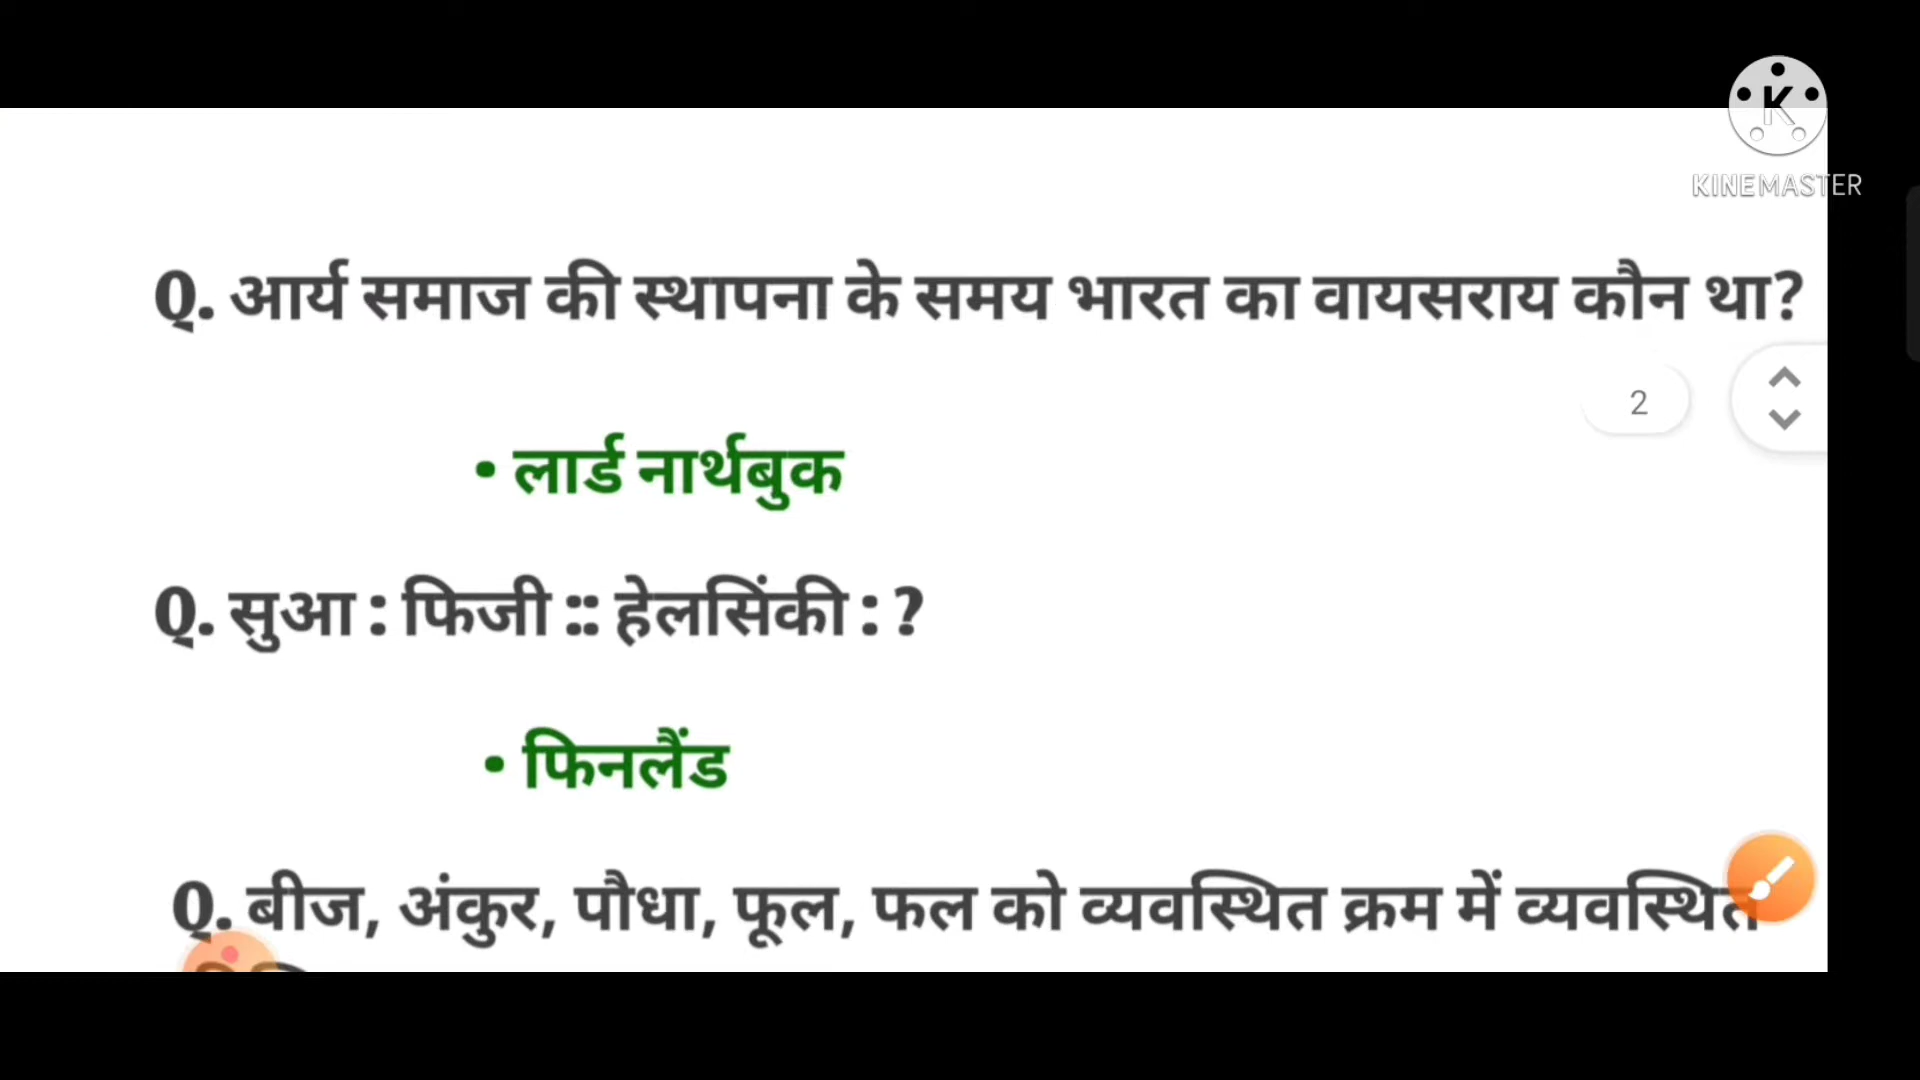 K
KINEMASTER
Q. आर्य समाज की स्थापना के समय भारत का वायसराय कौन था?
2
• लार्ड नार्थबुक
Q. सुआ : फिजी :: हेलसिंकी : ?
• फिनलैंड
Q. बीज, अंकुर, पौधा, फूल, फल को व्यवस्थित क्रम में व्यवस्थित